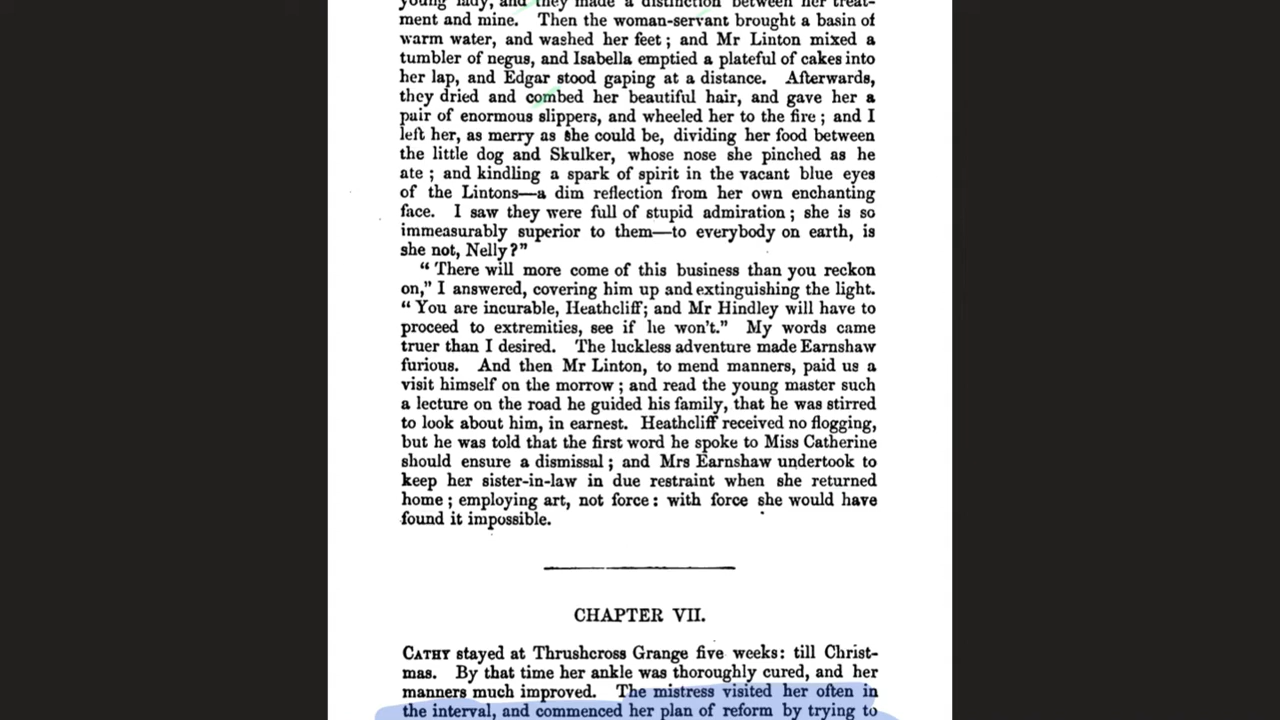 young lady, and they made a distinction between her treat-
ment and mine. Then the woman-servant brought a basin of
warm water, and washed her feet; and Mr Linton mixed a
tumbler of negus, and Isabella emptied a plateful of cakes into
her lap, and Edgar stood gaping at a distance. Afterwards,
they dried and combed her beautiful hair, and gave her a
pair of enormous slippers, and wheeled her to the fire; and I
left her, as merry as she could be, dividing her food between
the little dog and Skulker, whose nose she pinched as he
ate; and kindling a spark of spirit in the vacant blue eyes
of the Lintons—a dim reflection from her own enchanting
face. I saw they were full of stupid admiration; she is so
immeasurably superior to them—to everybody on earth, is
she not, Nelly?"
"There will more come of this business than you reckon
on," I answered, covering him up and extinguishing the light.
"You are incurable, Heathcliff; and Mr Hindley will have to
proceed to extremities, see if he won't." My words came
truer than I desired. The luckless adventure made Earnshaw
furious. And then Mr Linton, to mend manners, paid us a
visit himself on the morrow; and read the young master such
a lecture on the road he guided his family, that he was stirred
to look about him, in earnest. Heathcliff received no flogging,
but he was told that the first word he spoke to Miss Catherine
should ensure a dismissal; and Mrs Earnshaw undertook to
keep her sister-in-law in due restraint when she returned
home; employing art, not force: with force she would have
found it impossible.
CHAPTER VII.
CATHY stayed at Thrushcross Grange five weeks: till Christ-
mas. By that time her ankle was thoroughly cured, and her
manners much improved. The mistress visited her often in
the interval, and commenced her plan of reform by trying to